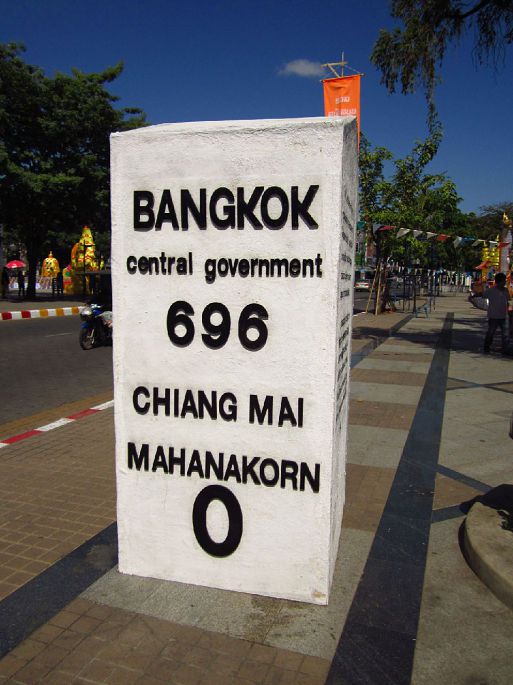 BANGKOK
central government
696
CHIANG MAI
MAHANAKORN
0